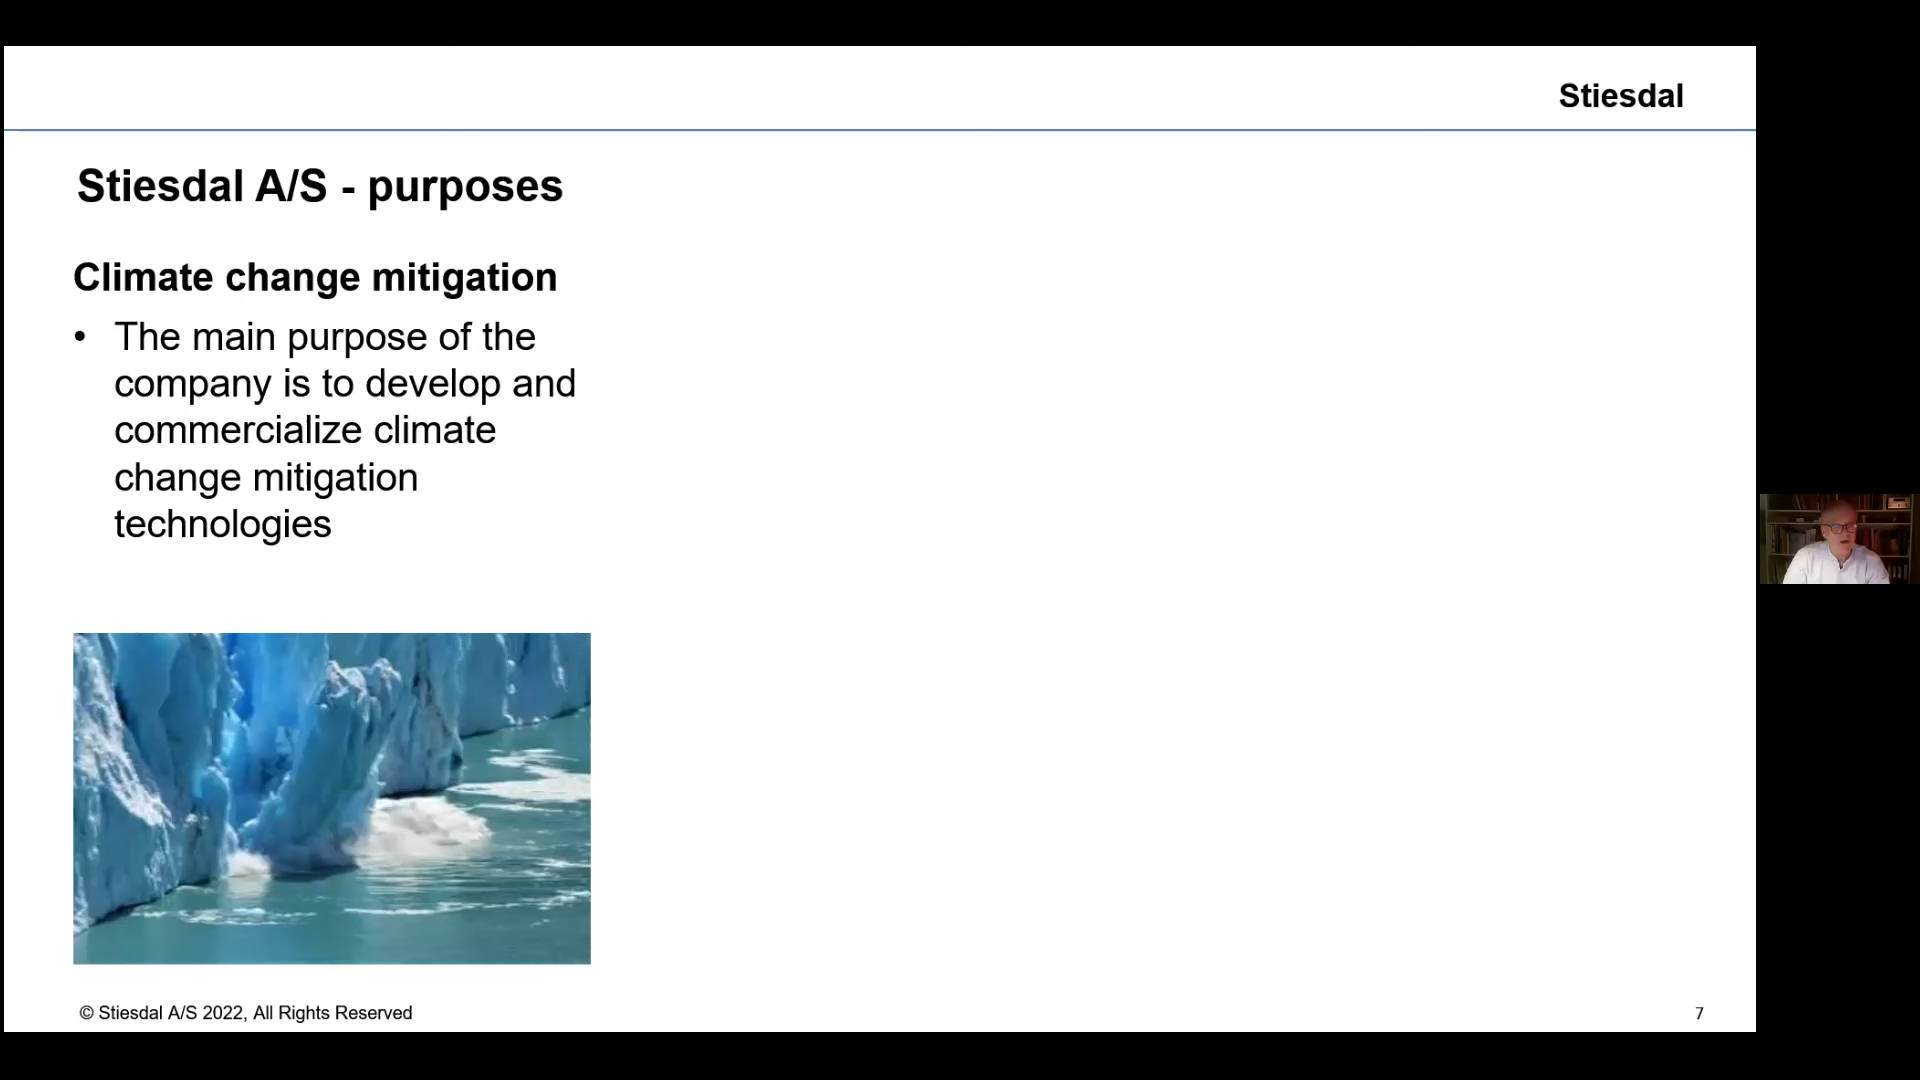 Stiesdal
Stiesdal A/S - purposes
Climate change mitigation
• The main purpose of the
company is to develop and
commercialize climate
change mitigation
technologies
© Stiesdal A/S 2022, All Rights Reserved
7